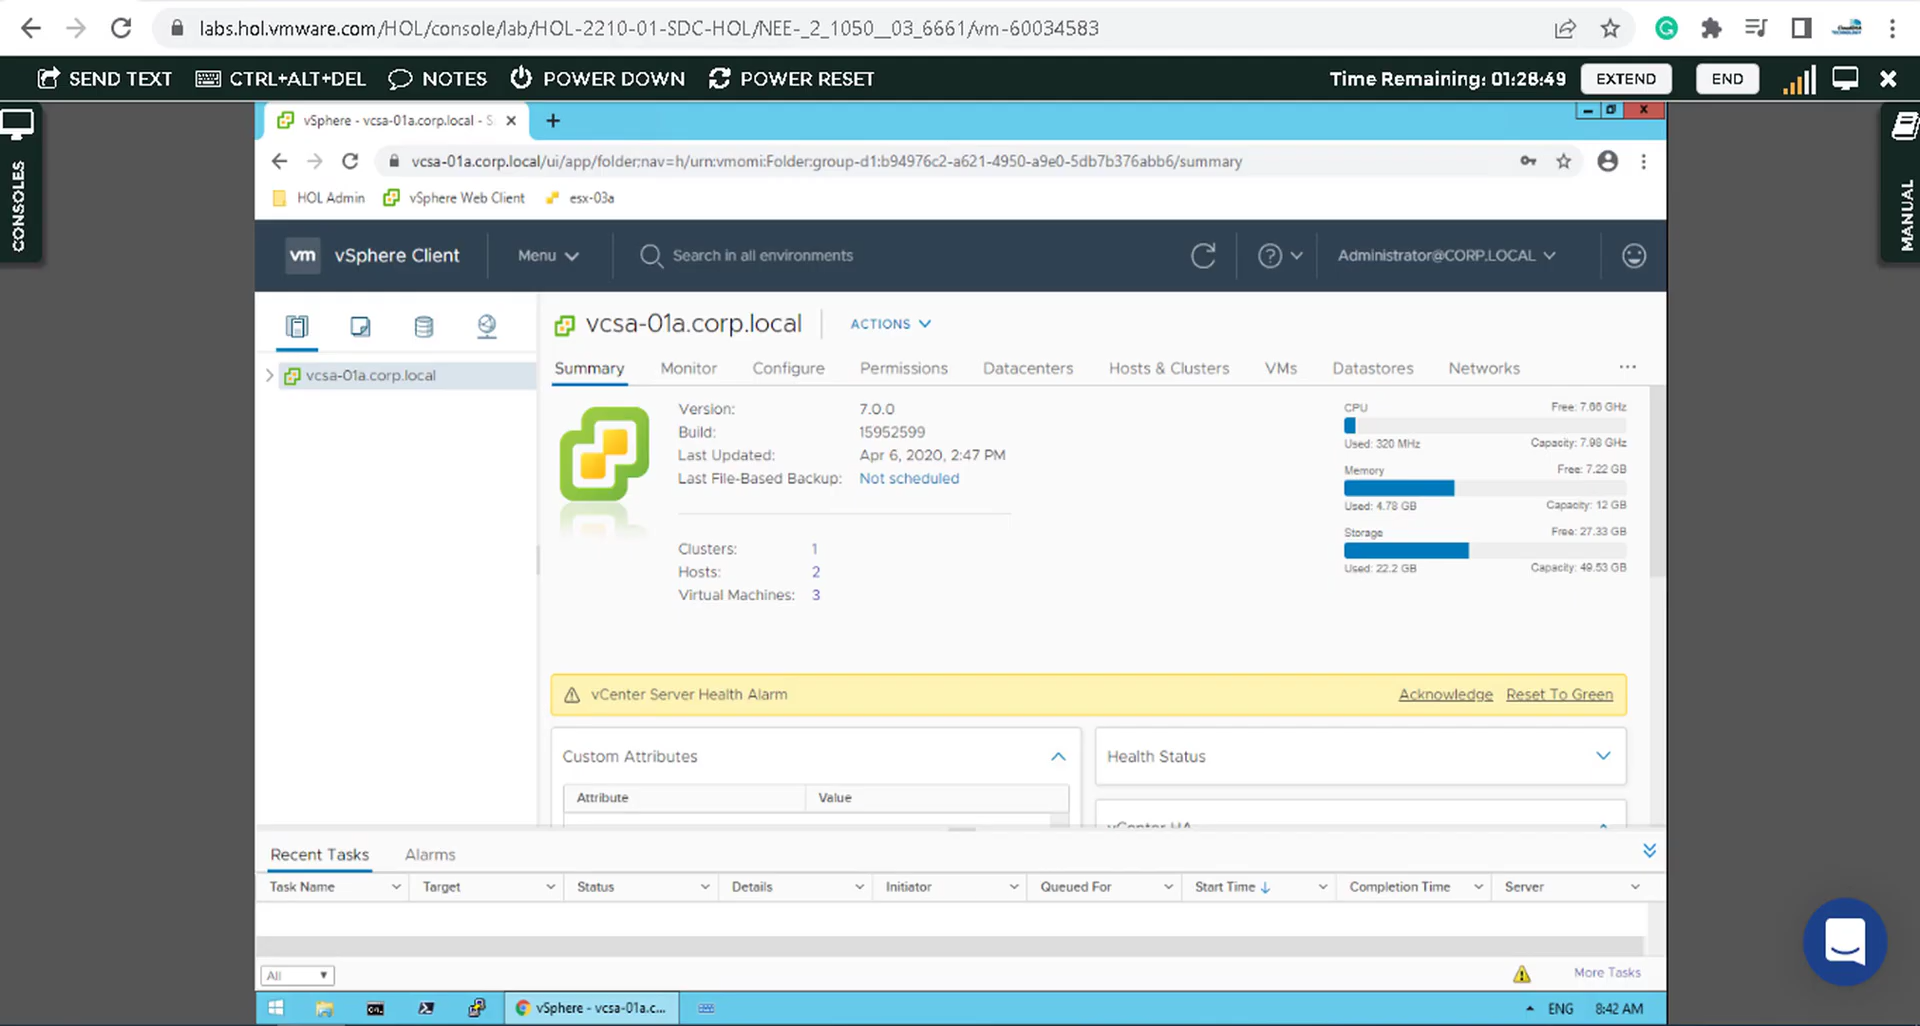 labs.hol.vmware.com/HOL/console/lab/HOL-2210-01-SDC-HOL/NEE-_2_1050__03_6661/vm-60034583
SEND TEXT CTRL+ALT+DEL NOTES POWER DOWN POWER RESET Time Remaining: 01:28:49 EXTEND END
CONSOLES
MANUAL
vSphere - vcsa-01a.corp.local - S
vcsa-01a.corp.local/ui/app/folder;nav=h/urn:vmomi:Folder:group-d1:b94976c2-a621-4950-a9e0-5db7b376abb6/summary
HOL Admin vSphere Web Client esx-03a
vm vSphere Client Menu Search in all environments Administrator@CORP.LOCAL
vcsa-01a.corp.local ACTIONS
vcsa-01a.corp.local
Summary Monitor Configure Permissions Datacenters Hosts & Clusters VMs Datastores Networks ...
Version: 7.0.0
Build: 15952599
Last Updated: Apr 6, 2020, 2:47 PM
Last File-Based Backup: Not scheduled
Clusters: 1
Hosts: 2
Virtual Machines: 3
CPU Free: 7.66 GHz
Used: 320 MHz Capacity: 7.98 GHz
Memory Free: 7.22 GB
Used: 4.78 GB Capacity: 12 GB
Storage Free: 27.33 GB
Used: 22.2 GB Capacity: 49.53 GB
vCenter Server Health Alarm Acknowledge Reset To Green
Custom Attributes
Attribute Value
Health Status
vCenter HA
Recent Tasks Alarms
Task Name Target Status Details Initiator Queued For Start Time Completion Time Server
All
More Tasks
vSphere - vcsa-01a.c... ENG 8:42 AM